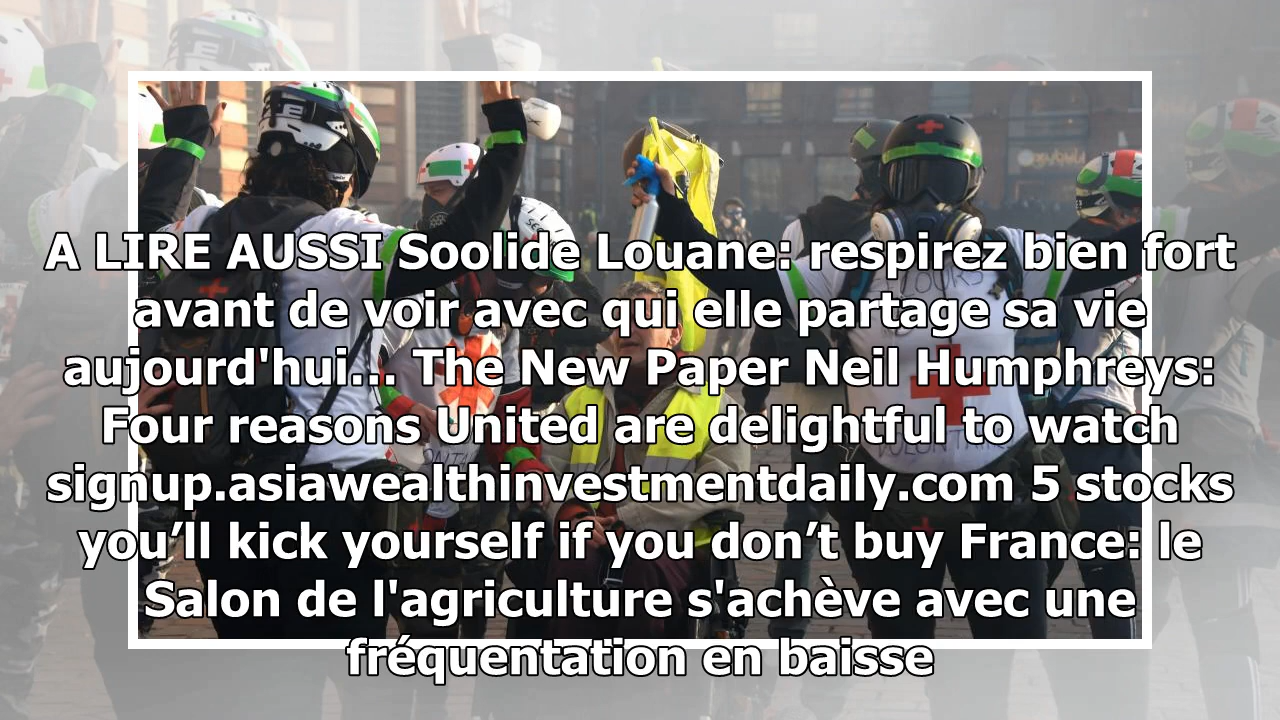 A LIRE AUSSI Soolide Louane: respirez bien fort
avant de voir avec qui elle partage sa vie
aujourd'hui... The New Paper Neil Humphreys:
Four reasons United are delightful to watch
signup.asiawealthinvestmentdaily.com 5 stocks
you’ll kick yourself if you don’t buy France: le
Salon de l'agriculture s'achève avec une
fréquentation en baisse